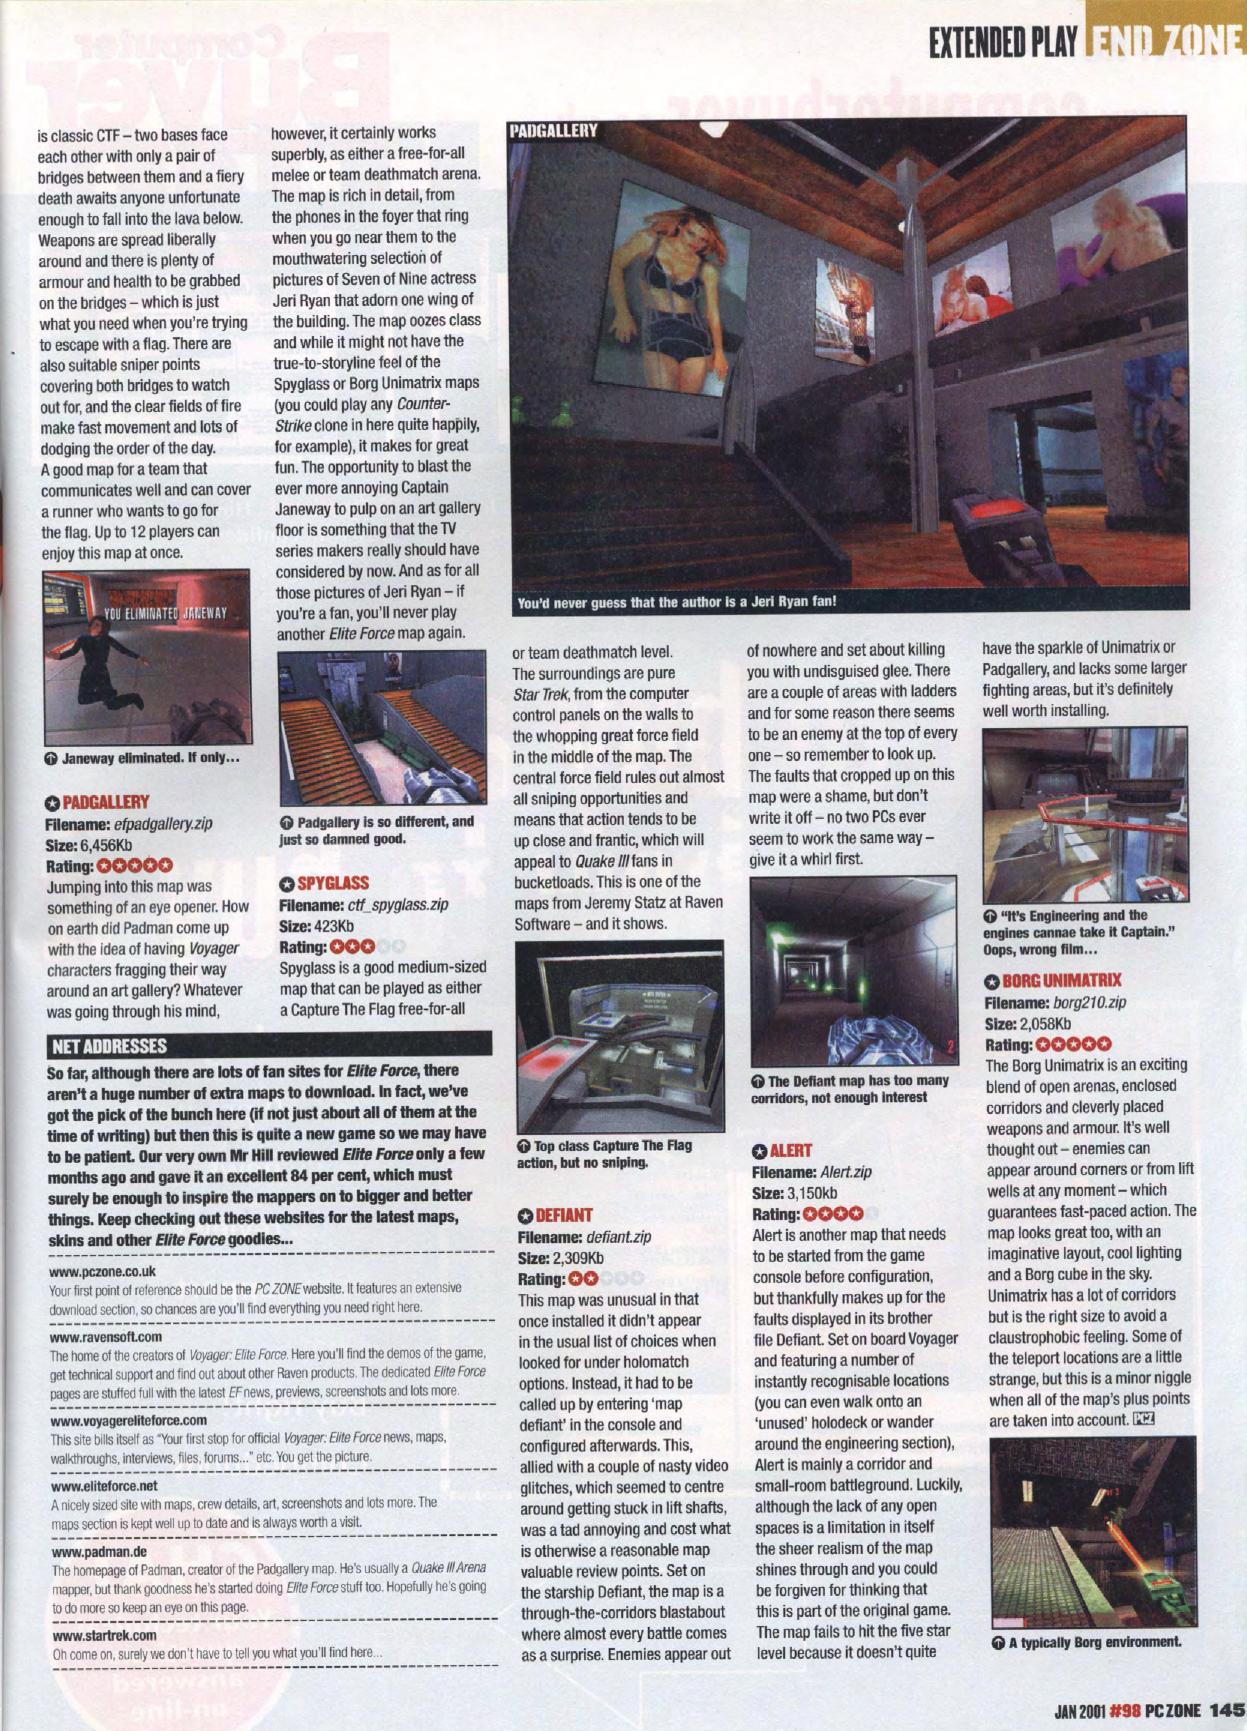 EXTENDED PLAY END ZONE
is classic CTF – two bases face
each other with only a pair of
bridges between them and a fiery
death awaits anyone unfortunate
enough to fall into the lava below.
Weapons are spread liberally
around and there is plenty of
armour and health to be grabbed
on the bridges – which is just
what you need when you're trying
to escape with a flag. There are
also suitable sniper points
covering both bridges to watch
out for, and the clear fields of fire
make fast movement and lots of
dodging the order of the day.
A good map for a team that
communicates well and can cover
a runner who wants to go for
the flag. Up to 12 players can
enjoy this map at once.
YOU ELIMINATED JANEWAY
Janeway eliminated. If only...
PADGALLERY
Filename: efpadgallery.zip
Size: 6,456Kb
Rating:
Jumping into this map was
something of an eye opener. How
on earth did Padman come up
with the idea of having Voyager
characters fragging their way
around an art gallery? Whatever
was going through his mind,
however, it certainly works
superbly, as either a free-for-all
melee or team deathmatch arena.
The map is rich in detail, from
the phones in the foyer that ring
when you go near them to the
mouthwatering selection of
pictures of Seven of Nine actress
Jeri Ryan that adorn one wing of
the building. The map oozes class
and while it might not have the
true-to-storyline feel of the
Spyglass or Borg Unimatrix maps
(you could play any Counter-
Strike clone in here quite happily,
for example), it makes for great
fun. The opportunity to blast the
ever more annoying Captain
Janeway to pulp on an art gallery
floor is something that the TV
series makers really should have
considered by now. And as for all
those pictures of Jeri Ryan – if
you're a fan, you'll never play
another Elite Force map again.
Padgallery is so different, and
just so damned good.
SPYGLASS
Filename: ctf_spyglass.zip
Size: 423Kb
Rating:
Spyglass is a good medium-sized
map that can be played as either
a Capture The Flag free-for-all
PADGALLERY
You'd never guess that the author is a Jeri Ryan fan!
or team deathmatch level.
The surroundings are pure
Star Trek, from the computer
control panels on the walls to
the whopping great force field
in the middle of the map. The
central force field rules out almost
all sniping opportunities and
means that action tends to be
up close and frantic, which will
appeal to Quake III fans in
bucketloads. This is one of the
maps from Jeremy Statz at Raven
Software – and it shows.
Top class Capture The Flag
action, but no sniping.
DEFIANT
Filename: defiant.zip
Size: 2,309Kb
Rating:
This map was unusual in that
once installed it didn't appear
in the usual list of choices when
looked for under holomatch
options. Instead, it had to be
called up by entering 'map
defiant' in the console and
configured afterwards. This,
allied with a couple of nasty video
glitches, which seemed to centre
around getting stuck in lift shafts,
was a tad annoying and cost what
is otherwise a reasonable map
valuable review points. Set on
the starship Defiant, the map is a
through-the-corridors blastabout
where almost every battle comes
as a surprise. Enemies appear out
of nowhere and set about killing
you with undisguised glee. There
are a couple of areas with ladders
and for some reason there seems
to be an enemy at the top of every
one – so remember to look up.
The faults that cropped up on this
map were a shame, but don't
write it off – no two PCs ever
seem to work the same way –
give it a whirl first.
2
The Defiant map has too many
corridors, not enough interest
ALERT
Filename: Alert.zip
Size: 3,150kb
Rating:
Alert is another map that needs
to be started from the game
console before configuration,
but thankfully makes up for the
faults displayed in its brother
file Defiant. Set on board Voyager
and featuring a number of
instantly recognisable locations
(you can even walk onto an
'unused' holodeck or wander
around the engineering section),
Alert is mainly a corridor and
small-room battleground. Luckily,
although the lack of any open
spaces is a limitation in itself
the sheer realism of the map
shines through and you could
be forgiven for thinking that
this is part of the original game.
The map fails to hit the five star
level because it doesn't quite
have the sparkle of Unimatrix or
Padgallery, and lacks some larger
fighting areas, but it's definitely
well worth installing.
"It's Engineering and the
engines cannae take it Captain."
Oops, wrong film...
BORG UNIMATRIX
Filename: borg210.zip
Size: 2,058Kb
Rating:
The Borg Unimatrix is an exciting
blend of open arenas, enclosed
corridors and cleverly placed
weapons and armour. It's well
thought out – enemies can
appear around corners or from lift
wells at any moment – which
guarantees fast-paced action. The
map looks great too, with an
imaginative layout, cool lighting
and a Borg cube in the sky.
Unimatrix has a lot of corridors
but is the right size to avoid a
claustrophobic feeling. Some of
the teleport locations are a little
strange, but this is a minor niggle
when all of the map's plus points
are taken into account. PCZ
A typically Borg environment.
NET ADDRESSES
So far, although there are lots of fan sites for Elite Force, there
aren't a huge number of extra maps to download. In fact, we've
got the pick of the bunch here (if not just about all of them at the
time of writing) but then this is quite a new game so we may have
to be patient. Our very own Mr Hill reviewed Elite Force only a few
months ago and gave it an excellent 84 per cent, which must
surely be enough to inspire the mappers on to bigger and better
things. Keep checking out these websites for the latest maps,
skins and other Elite Force goodies...
www.pczone.co.uk
Your first point of reference should be the PC ZONE website. It features an extensive
download section, so chances are you'll find everything you need right here.
www.ravensoft.com
The home of the creators of Voyager: Elite Force. Here you'll find the demos of the game,
get technical support and find out about other Raven products. The dedicated Elite Force
pages are stuffed full with the latest EF news, previews, screenshots and lots more.
www.voyagereliteforce.com
This site bills itself as "Your first stop for official Voyager: Elite Force news, maps,
walkthroughs, interviews, files, forums..." etc. You get the picture.
www.eliteforce.net
A nicely sized site with maps, crew details, art, screenshots and lots more. The
maps section is kept well up to date and is always worth a visit.
www.padman.de
The homepage of Padman, creator of the Padgallery map. He's usually a Quake III Arena
mapper, but thank goodness he's started doing Elite Force stuff too. Hopefully he's going
to do more so keep an eye on this page.
www.startrek.com
Oh come on, surely we don't have to tell you what you'll find here...
JAN 2001 #98 PC ZONE 145